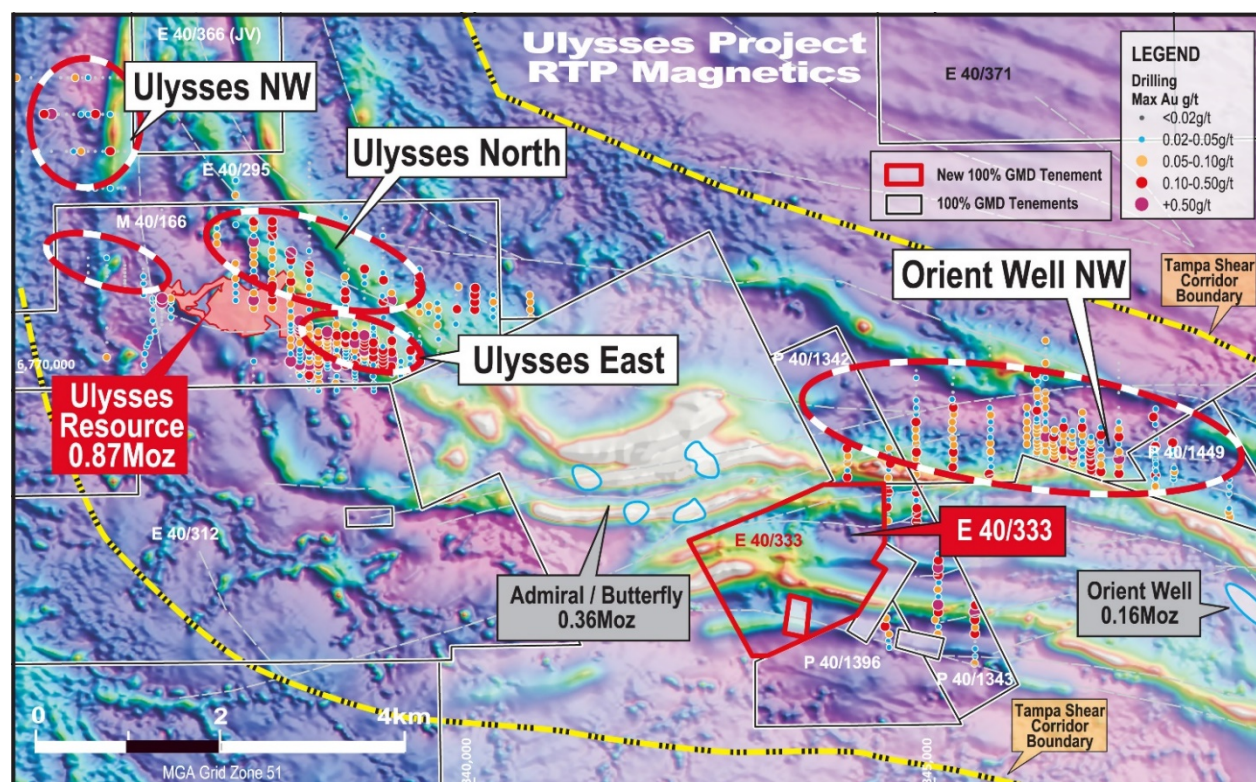 Ulysses Project
RTP Magnetics
E 40/366 (JV)
E 40/371
LEGEND
Drilling
Max Au g/t
<0.02g/t
0.02-0.05g/t
0.05-0.10g/t
0.10-0.50g/t
+0.50g/t
New 100% GMD Tenement
100% GMD Tenements
Ulysses NW
Ulysses North
E 40/295
M 40/166
Orient Well NW
Tampa Shear
Corridor
Boundary
Ulysses East
6,770,000
P 40/1342
Ulysses
Resource
0.87Moz
P 40/1449
E 40/312
E 40/333
E 40/333
Admiral / Butterfly
0.36Moz
Orient Well
0.16Moz
P 40/1396
P 40/1343
Tampa Shear
Corridor
Boundary
0 2 4km
MGA Grid Zone 51